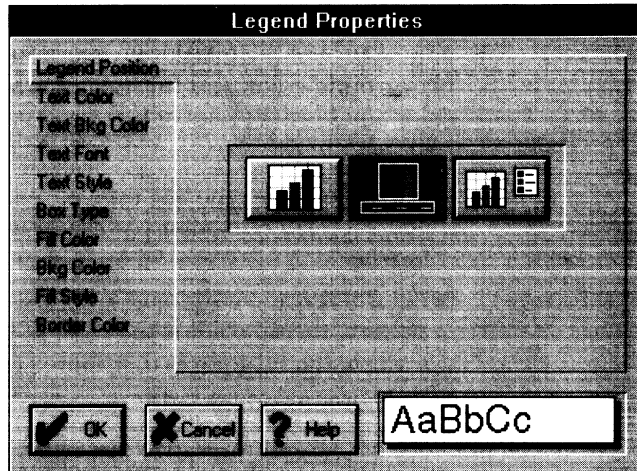 Legend Properties
Legend Position
Text Color
Text Bkg Color
Text Font
Text Style
Box Type
Fill Color
Bkg Color
Fill Style
Border Color
OK
Cancel
Help
AaBbCc